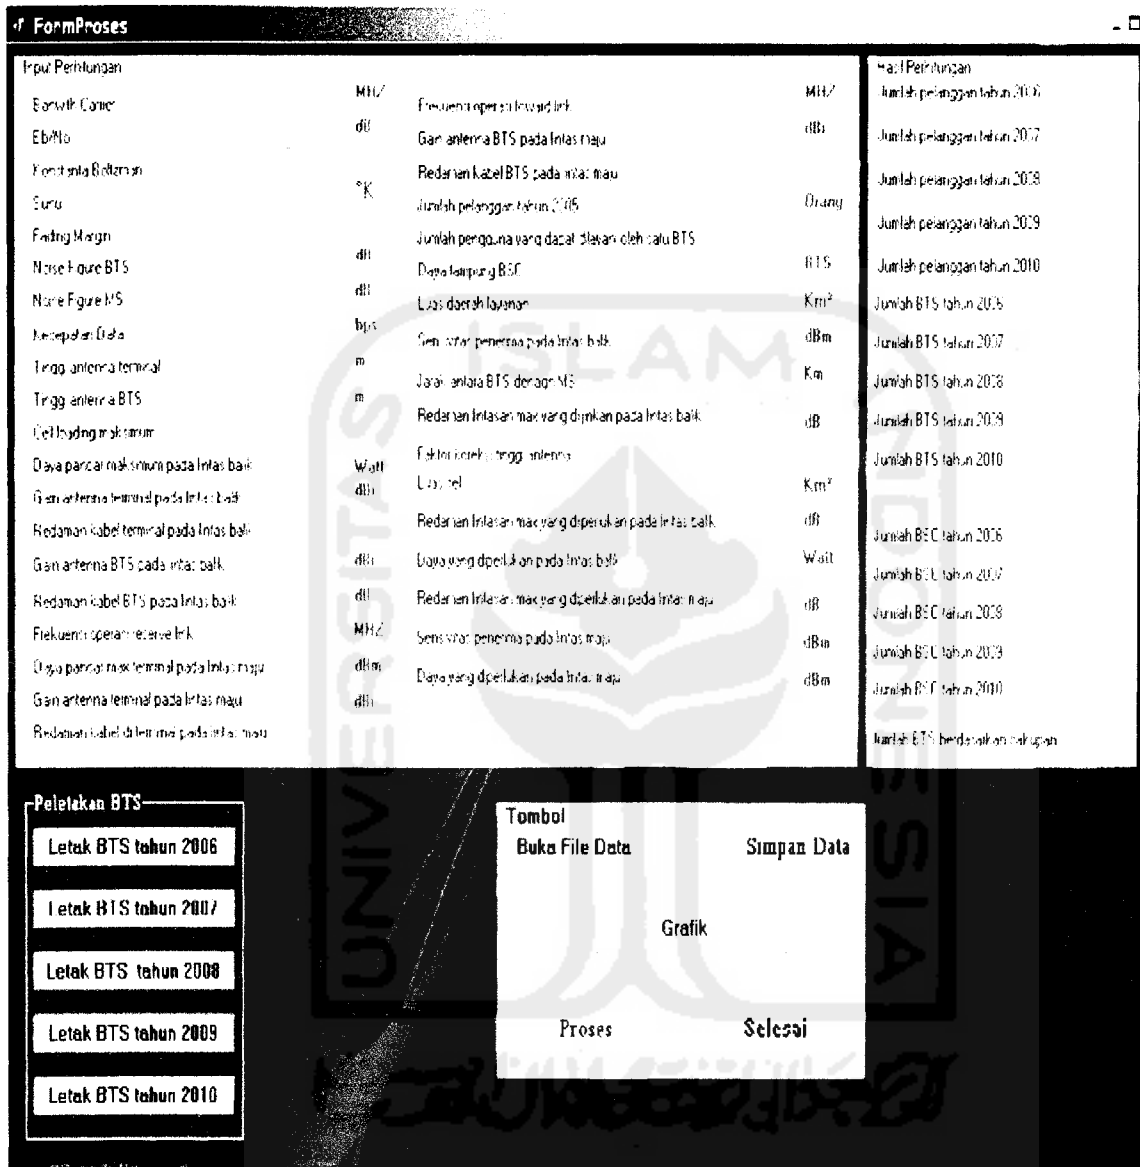 FormProses
Input Perhitungan
MHZ
Eb/No
dB
Konstanta Boltzman
Suhu
°K
Fading Margin
Noise Figure BTS
dB
Noise Figure MS
dB
Kecepatan Data
bps
Tinggi antenna terminal
m
Tinggi antenna BTS
m
Cell loading maksimum
Daya pancar maksimum pada lintas balik
Watt
Gain antenna terminal pada lintas balik
dBi
Redaman kabel terminal pada lintas balik
Gain antenna BTS pada lintas balik
dBi
Redaman kabel BTS pada lintas balik
dB
Frekuensi operasi reserve link
MHZ
Daya pancar max terminal pada lintas maju
dBm
Gain antenna terminal pada lintas maju
dBi
Redaman kabel di terminal pada lintas maju
Frekuensi operasi foward link
MHZ
Gain antenna BTS pada lintas maju
dBi
Redaman kabel BTS pada lintas maju
Jumlah pelanggan tahun 2005
Orang
Jumlah pengguna yang dapat dilayani oleh satu BTS
Daya tampung BSC
BTS
Luas daerah layanan
Km²
Sensivitas penerima pada lintas balik
dBm
Jarak antara BTS dengan MS
Km
Redaman lintasan max yang diijinkan pada lintas balik
dB
Faktor koreksi tinggi antenna
Luas sel
Km²
Redaman lintasan max yang diperlukan pada lintas balik
dB
Daya yang diperlukan pada lintas balik
Watt
Redaman lintasan max yang diperlukan pada lintas maju
dB
Sensivitas penerima pada lintas maju
dBm
Daya yang diperlukan pada lintas maju
dBm
Hasil Perhitungan
Jumlah pelanggan tahun 2006
Jumlah pelanggan tahun 2007
Jumlah pelanggan tahun 2008
Jumlah pelanggan tahun 2009
Jumlah pelanggan tahun 2010
Jumlah BTS tahun 2006
Jumlah BTS tahun 2007
Jumlah BTS tahun 2008
Jumlah BTS tahun 2009
Jumlah BTS tahun 2010
Jumlah BSC tahun 2006
Jumlah BSC tahun 2007
Jumlah BSC tahun 2008
Jumlah BSC tahun 2009
Jumlah BSC tahun 2010
Jumlah BTS berdasarkan cakupan
Peletakan BTS
Letak BTS tahun 2006
Letak BTS tahun 2007
Letak BTS tahun 2008
Letak BTS tahun 2009
Letak BTS tahun 2010
Tombol
Buka File Data
Simpan Data
Grafik
Proses
Selesai
UNIVERSITAS ISLAM INDONESIA